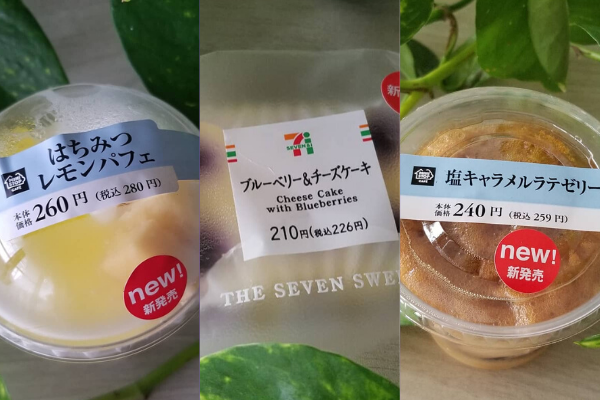 はちみつ
レモンパフェ
本体
価格 260円 (税込 280円)
new!
新発売
新
SEVEN & i
ブルーベリー&チーズケーキ
Cheese Cake
with Blueberries
210円(税込226円)
THE SEVEN SWE
塩キャラメルラテゼリー
本体
価格 240円 (税込 259円)
new!
新発売